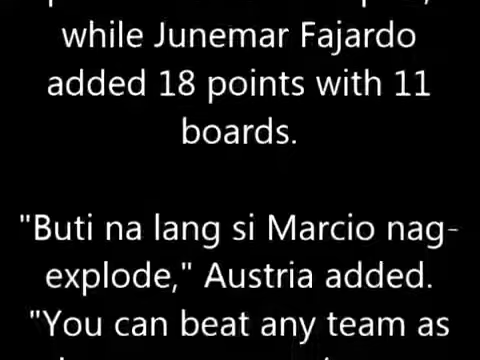 while Junemar Fajardo
added 18 points with 11
boards.
"Buti na lang si Marcio nag-
explode," Austria added.
"You can beat any team as